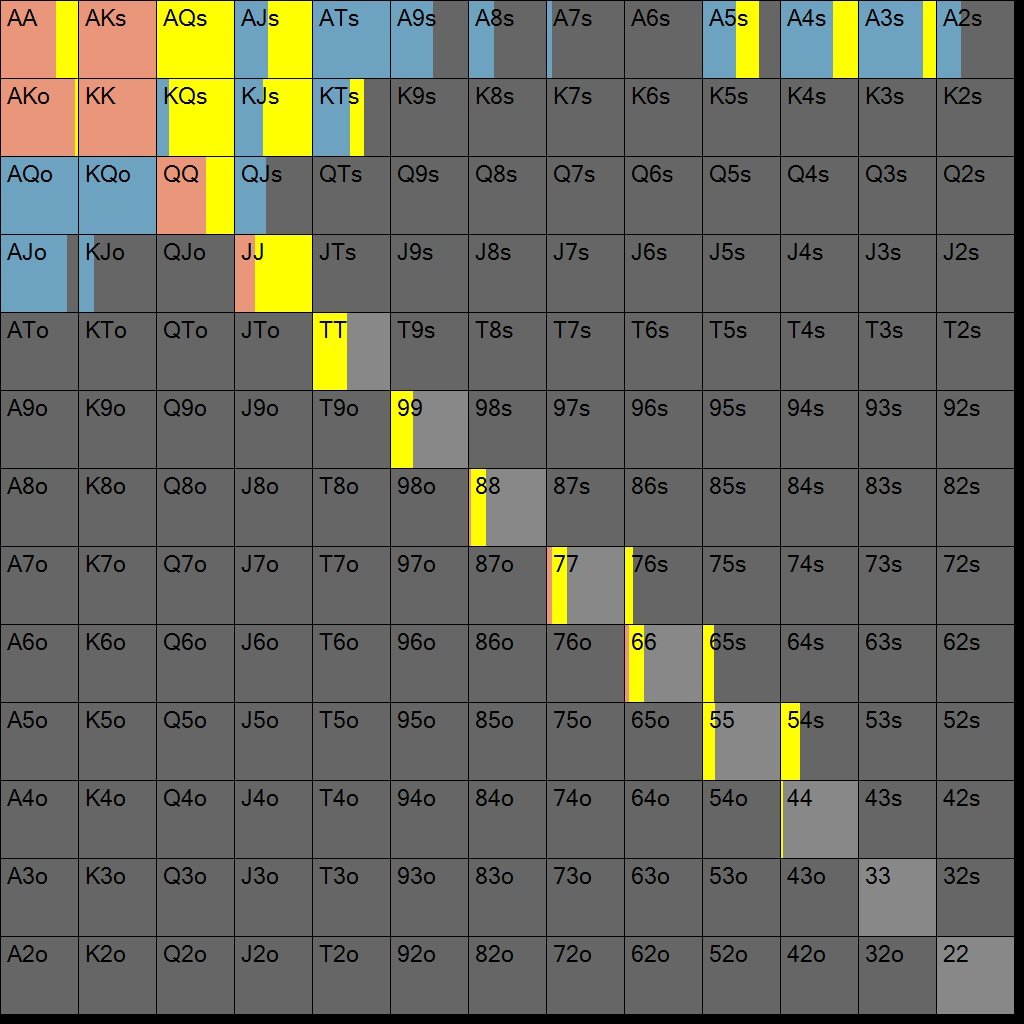 AA AKs AQs AJs ATs A9s A8s A7s A6s A5s A4s A3s A2s
AKo KK KQs KJs KTs K9s K8s K7s K6s K5s K4s K3s K2s
AQo KQo QQ QJs QTs Q9s Q8s Q7s Q6s Q5s Q4s Q3s Q2s
AJo KJo QJo JJ JTs J9s J8s J7s J6s J5s J4s J3s J2s
ATo KTo QTo JTo TT T9s T8s T7s T6s T5s T4s T3s T2s
A9o K9o Q9o J9o T9o 99 98s 97s 96s 95s 94s 93s 92s
A8o K8o Q8o J8o T8o 98o 88 87s 86s 85s 84s 83s 82s
A7o K7o Q7o J7o T7o 97o 87o 77 76s 75s 74s 73s 72s
A6o K6o Q6o J6o T6o 96o 86o 76o 66 65s 64s 63s 62s
A5o K5o Q5o J5o T5o 95o 85o 75o 65o 55 54s 53s 52s
A4o K4o Q4o J4o T4o 94o 84o 74o 64o 54o 44 43s 42s
A3o K3o Q3o J3o T3o 93o 83o 73o 63o 53o 43o 33 32s
A2o K2o Q2o J2o T2o 92o 82o 72o 62o 52o 42o 32o 22